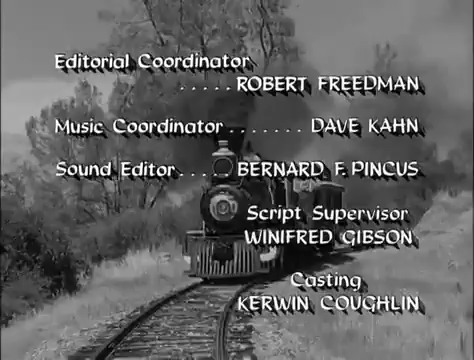 Editorial Coordinator
.....ROBERT FREEDMAN
Music Coordinator.......DAVE KAHN
Sound Editor.....BERNARD F. PINCUS
Script Supervisor
WINIFRED GIBSON
Casting
KERWIN COUGHLIN